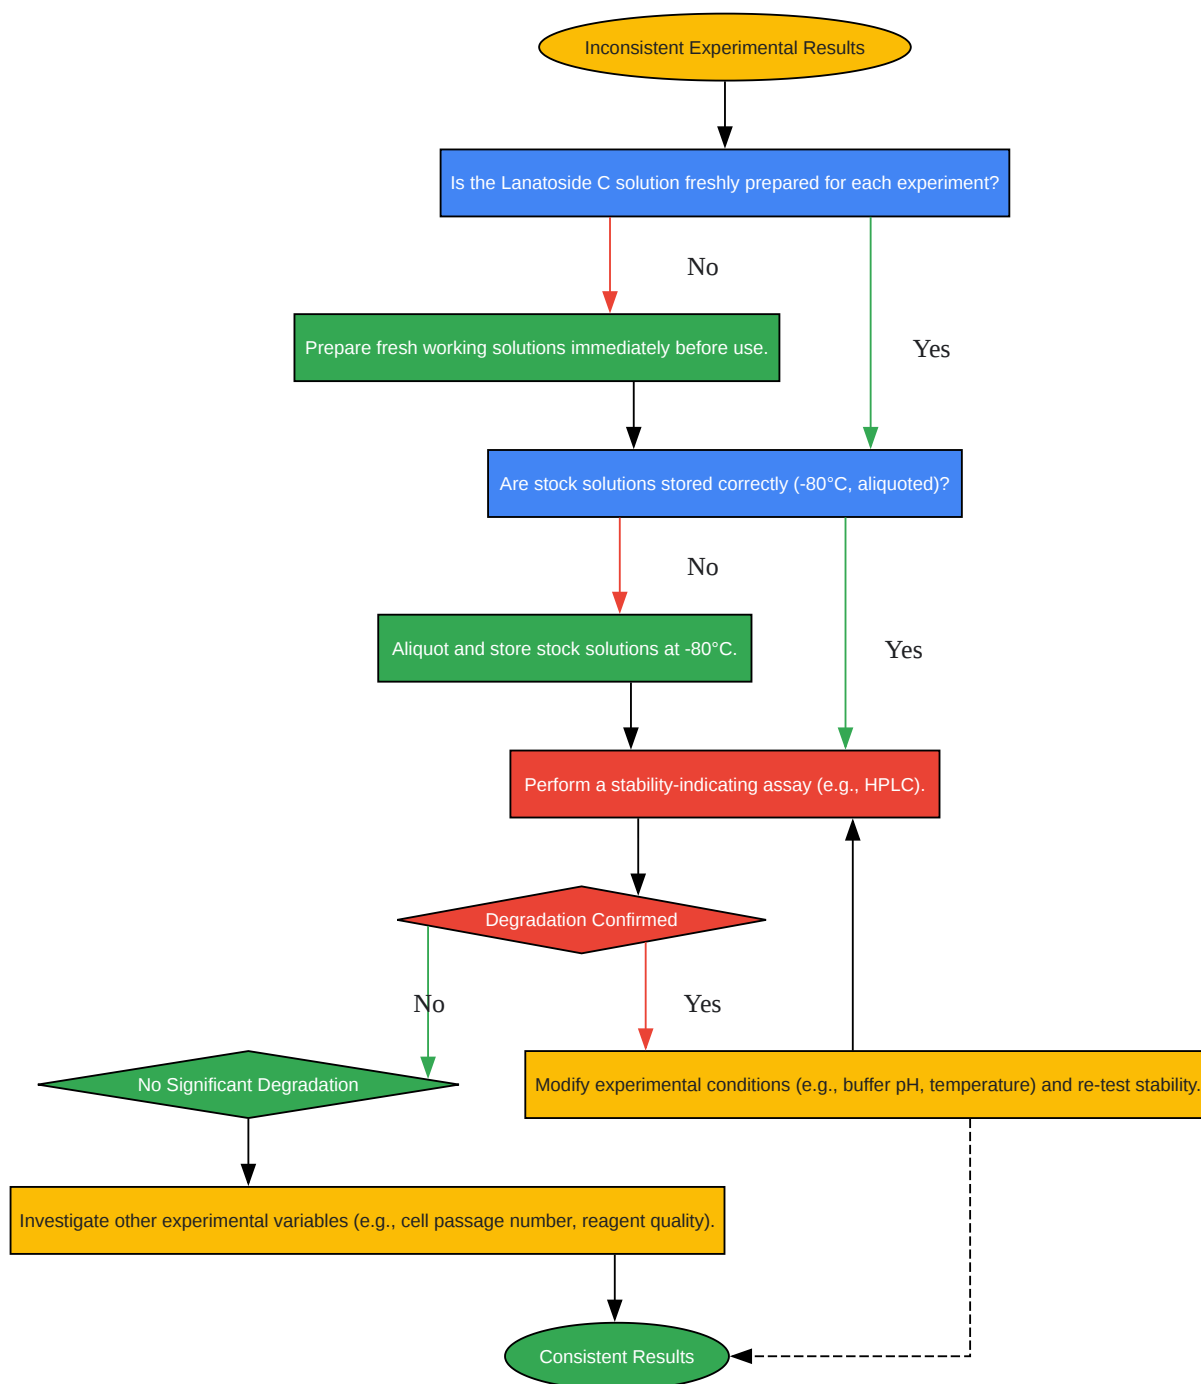 Inconsistent Experimental Results
Is the Lanatoside C solution freshly prepared for each experiment?
No
Prepare fresh working solutions immediately before use.
Yes
Are stock solutions stored correctly (-80°C, aliquoted)?
No
Aliquot and store stock solutions at -80°C.
Yes
Perform a stability-indicating assay (e.g., HPLC).
Degradation Confirmed
No
Yes
No Significant Degradation
Modify experimental conditions (e.g., buffer pH, temperature) and re-test stability.
Investigate other experimental variables (e.g., cell passage number, reagent quality).
Consistent Results